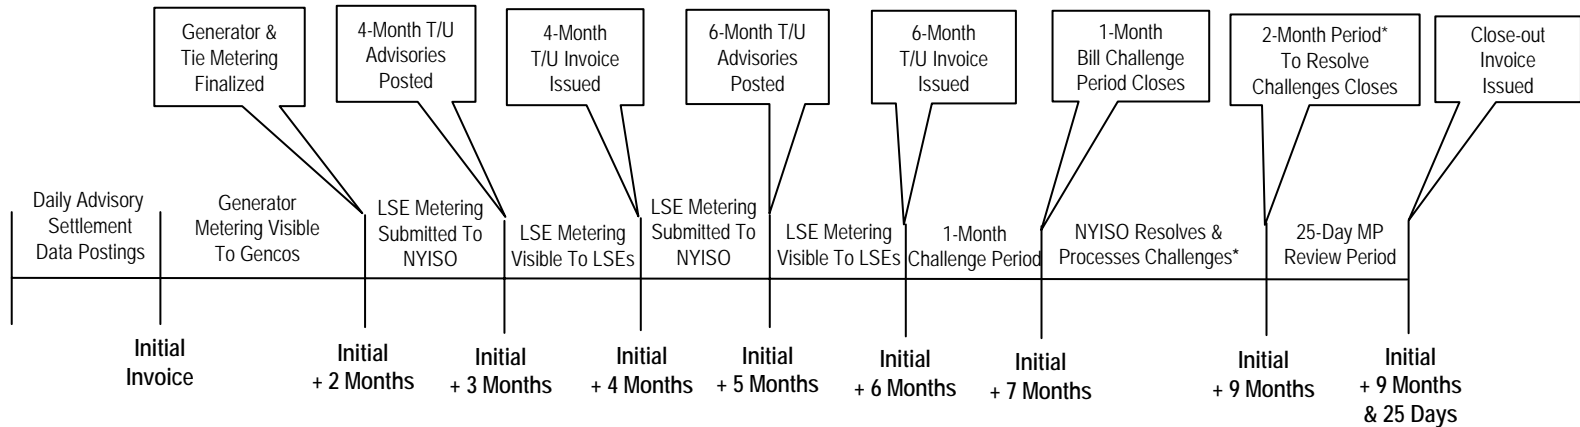 Generator &
Tie Metering
Finalized
4-Month T/U
Advisories
Posted
4-Month
T/U Invoice
Issued
6-Month T/U
Advisories
Posted
6-Month
T/U Invoice
Issued
1-Month
Bill Challenge
Period Closes
2-Month Period*
To Resolve
Challenges Closes
Close-out
Invoice
Issued
Daily Advisory
Settlement
Data Postings
Generator
Metering Visible
To Gencos
LSE Metering
Submitted To
NYISO
LSE Metering
Visible To LSEs
LSE Metering
Submitted To
NYISO
LSE Metering
Visible To LSEs
1-Month
Challenge Period
NYISO Resolves &
Processes Challenges*
25-Day MP
Review Period
Initial
Invoice
Initial
+ 2 Months
Initial
+ 3 Months
Initial
+ 4 Months
Initial
+ 5 Months
Initial
+ 6 Months
Initial
+ 7 Months
Initial
+ 9 Months
Initial
+ 9 Months
& 25 Days